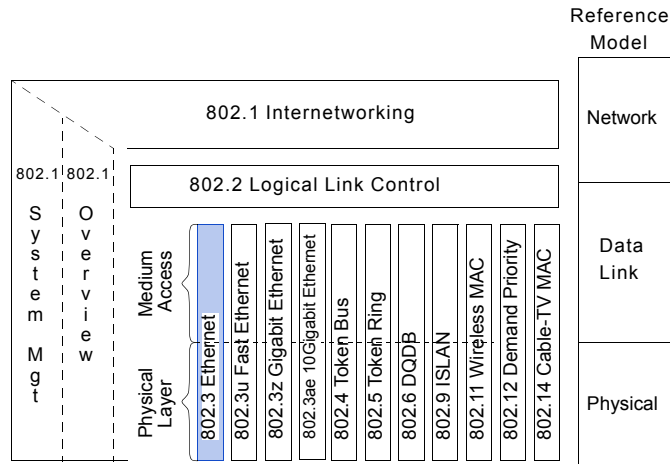 Reference
Model
802.1 Internetworking
Network
802.1
802.1
802.2 Logical Link Control
System Mgt
Overview
Medium
Access
Physical
Layer
802.3 Ethernet
802.3u Fast Ethernet
802.3z Gigabit Ethernet
802.3ae 10Gigabit Ethernet
802.4 Token Bus
802.5 Token Ring
802.6 DQDB
802.9 ISLAN
802.11 Wireless MAC
802.12 Demand Priority
802.14 Cable-TV MAC
Data
Link
Physical